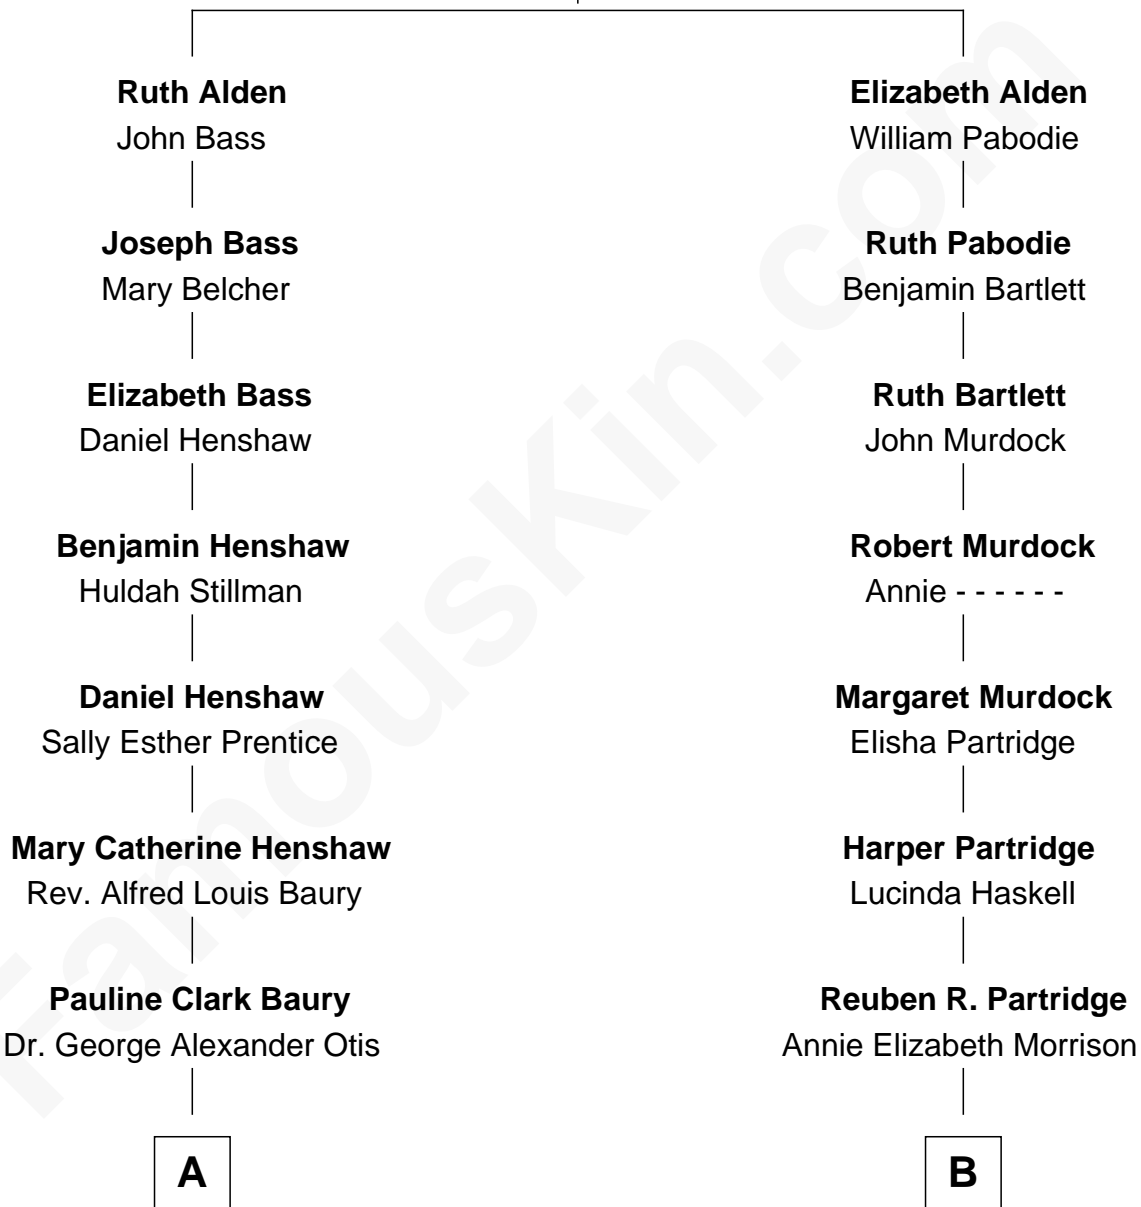 Ruth Alden
John Bass
Elizabeth Alden
William Pabodie
Joseph Bass
Mary Belcher
Ruth Pabodie
Benjamin Bartlett
Elizabeth Bass
Daniel Henshaw
Ruth Bartlett
John Murdock
Benjamin Henshaw
Huldah Stillman
Robert Murdock
Annie - - - - - -
Daniel Henshaw
Sally Esther Prentice
Margaret Murdock
Elisha Partridge
Mary Catherine Henshaw
Rev. Alfred Louis Baury
Harper Partridge
Lucinda Haskell
Pauline Clark Baury
Dr. George Alexander Otis
Reuben R. Partridge
Annie Elizabeth Morrison
A
B
FamousKin.com